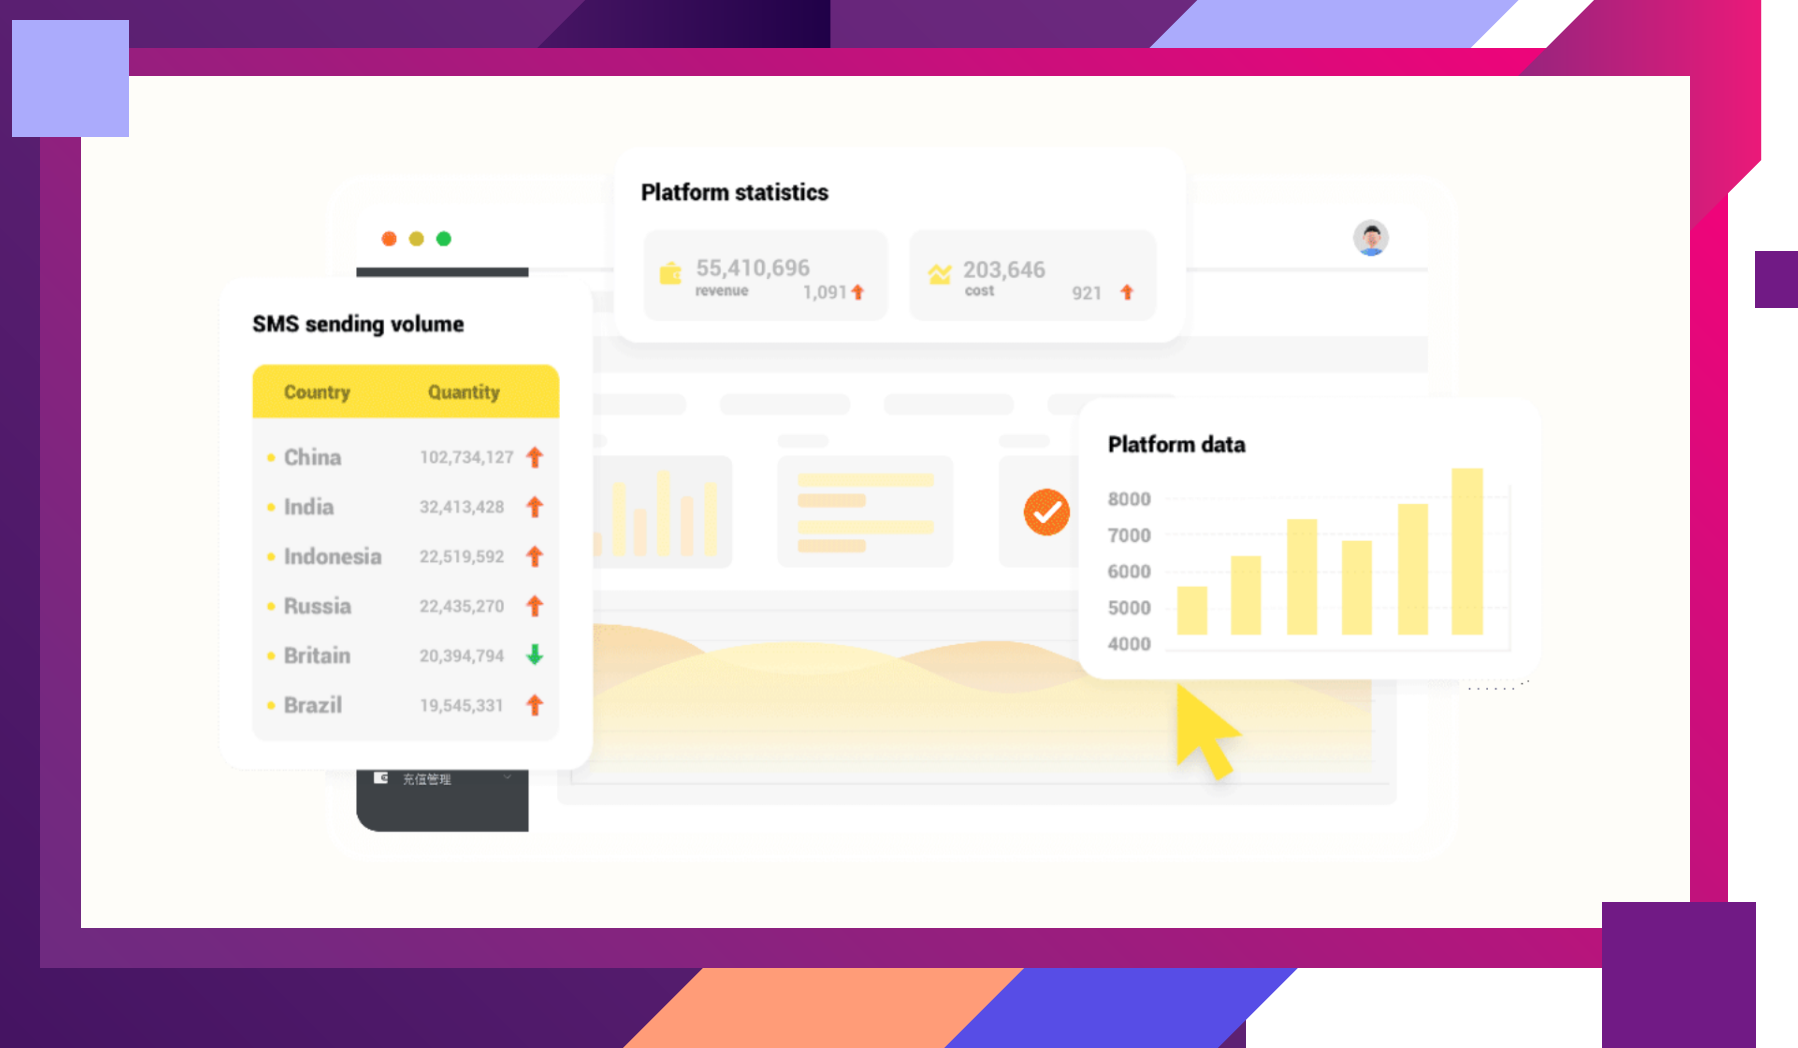 Platform statistics
55,410,696
revenue
1,091
203,646
cost
921
SMS sending volume
Country Quantity
China 102,734,127
India 32,413,428
Indonesia 22,519,592
Russia 22,435,270
Britain 20,394,794
Brazil 19,545,331
充值管理
Platform data
8000
7000
6000
5000
4000